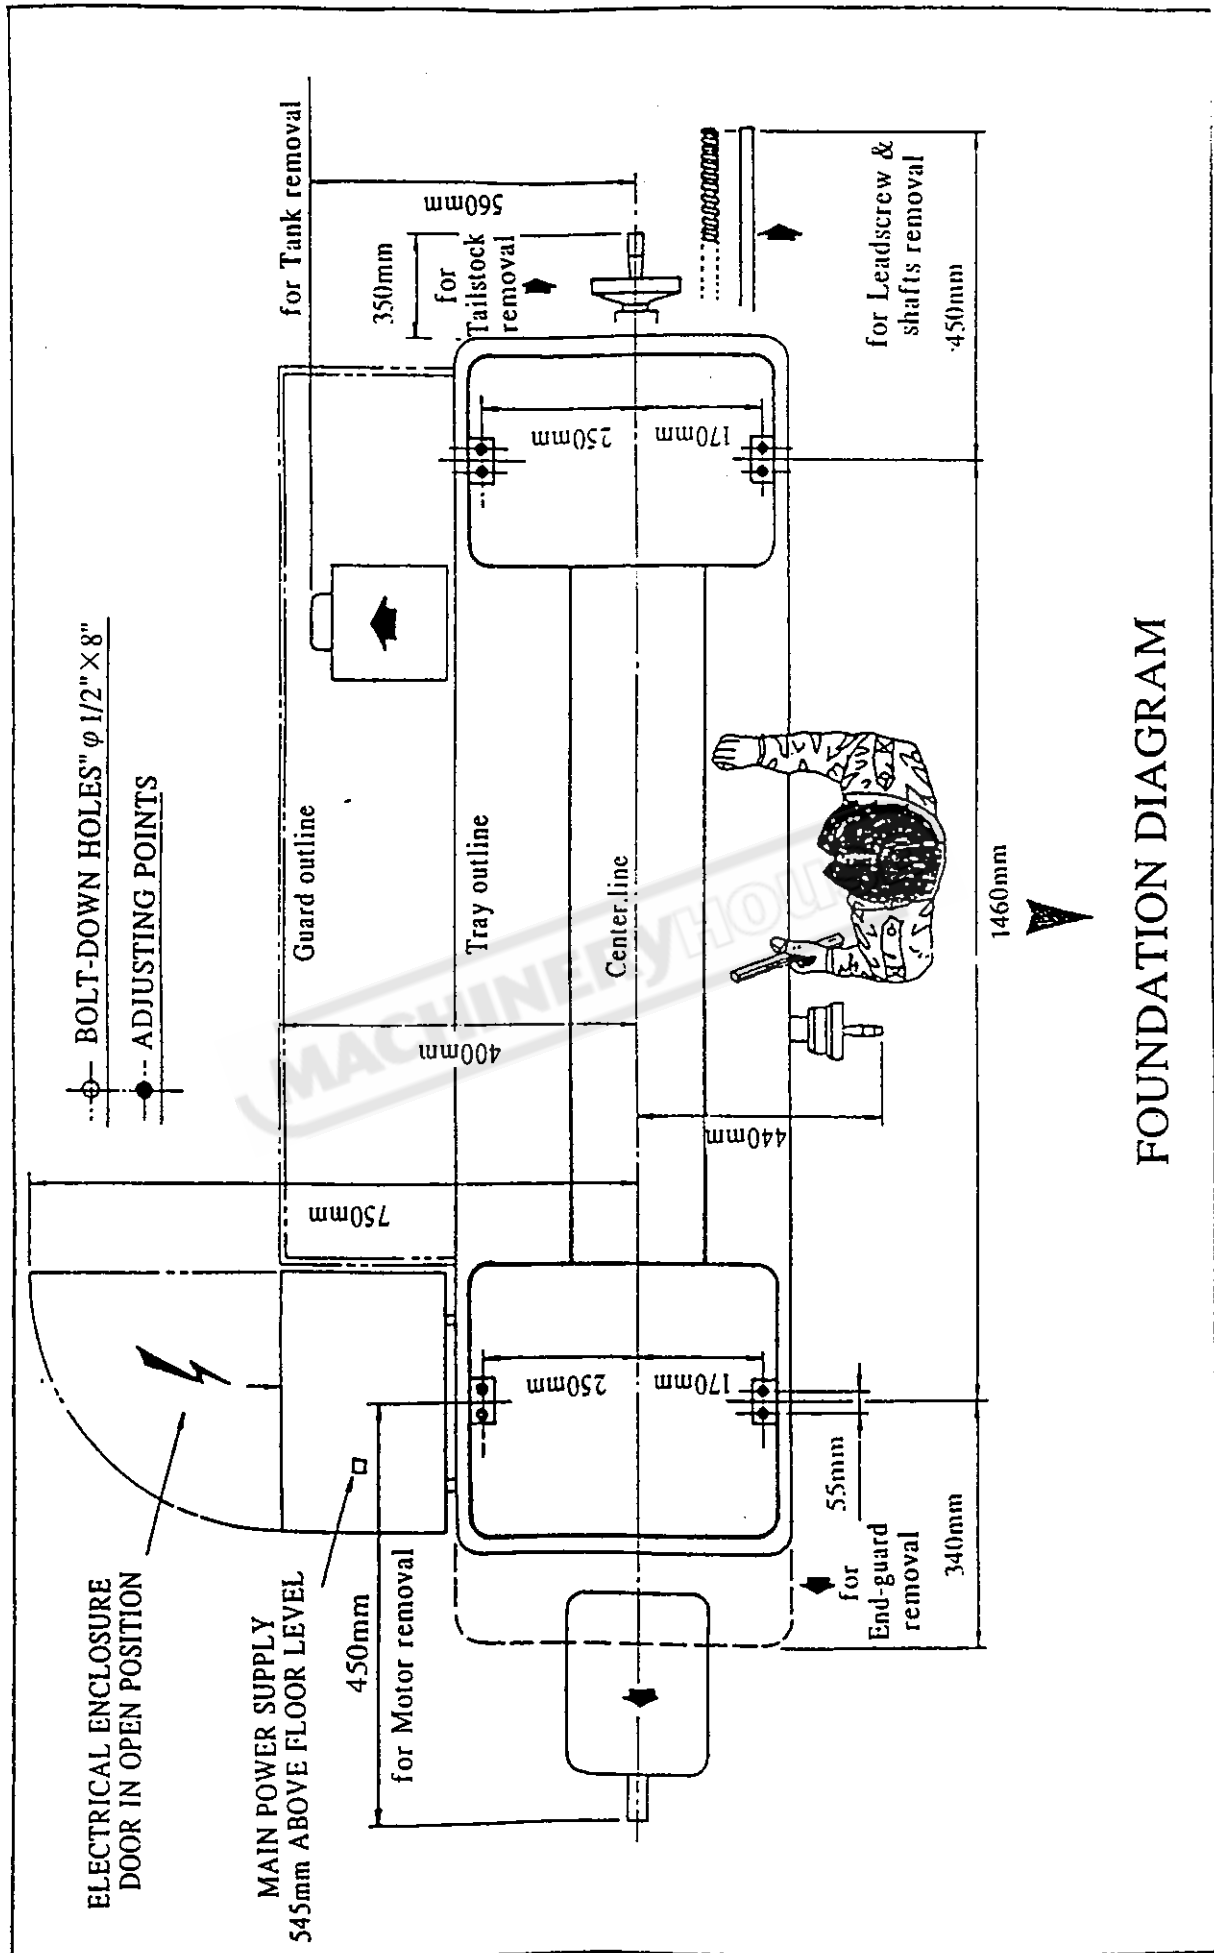 BOLT-DOWN HOLES" φ 1/2"×8"
ADJUSTING POINTS
ELECTRICAL ENCLOSURE
DOOR IN OPEN POSITION
MAIN POWER SUPPLY
545mm ABOVE FLOOR LEVEL
450mm
for Motor removal
750mm
Guard outline
400mm
Tray outline
Center.line
for Tank removal
560mm
350mm
for
Tailstock
removal
250mm
170mm
250mm
170mm
440mm
for Leadscrew &
shafts removal
450mm
55mm
for
End-guard
removal
340mm
1460mm
MACHINERYHOUSE
FOUNDATION DIAGRAM